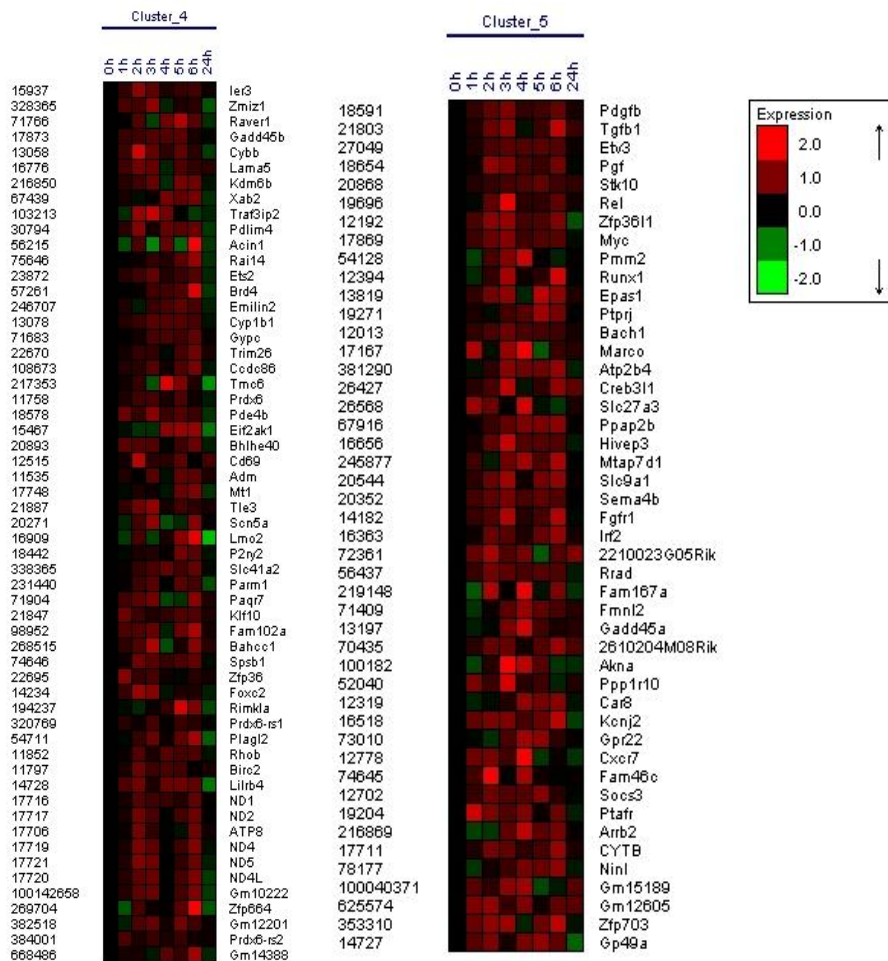 Cluster_4
0h 1h 2h 3h 4h 5h 6h 24h
15937 Ier3
328365 Zmiz1
71766 Raver1
17873 Gadd45b
13058 Cybb
16776 Lama5
216850 Kdm6b
67439 Xab2
103213 Traf3ip2
30794 Pdlim4
56215 Acin1
75646 Rai14
23872 Ets2
57261 Brd4
246707 Emilin2
13078 Cyp1b1
71683 Gypc
22670 Trim26
108673 Ccdc86
217353 Tmc6
11758 Prdx6
18578 Pde4b
15467 Eif2ak1
20893 Bhlhe40
12515 Cd69
11535 Adm
17748 Mt1
21887 Tle3
20271 Scn5a
16909 Lmo2
18442 P2ry2
338365 Slc41a2
231440 Parm1
71904 Paqr7
21847 Klf10
98952 Fam102a
268515 Bahcc1
74646 Spsb1
22695 Zfp36
14234 Foxc2
194237 Rimkla
320769 Prdx6-rs1
54711 Plagl2
11852 Rhob
11797 Birc2
14728 Lilrb4
17716 ND1
17717 ND2
17706 ATP8
17719 ND4
17721 ND5
17720 ND4L
100142658 Gm10222
269704 Zfp664
382518 Gm12201
384001 Prdx6-rs2
668486 Gm14388
Cluster_5
0h 1h 2h 3h 4h 5h 6h 24h
18591 Pdgfb
21803 Tgfb1
27049 Etv3
18654 Pgf
20868 Stk10
19696 Rel
12192 Zfp36l1
17869 Myc
54128 Pmm2
12394 Runx1
13819 Epas1
19271 Ptprj
12013 Bach1
17167 Marco
381290 Atp2b4
26427 Creb3l1
26568 Slc27a3
67916 Ppap2b
16656 Hivep3
245877 Mtap7d1
20544 Slc9a1
20352 Sema4b
14182 Fgfr1
16363 Irf2
72361 2210023G05Rik
56437 Rrad
219148 Fam167a
71409 Fmnl2
13197 Gadd45a
70435 2610204M08Rik
100182 Akna
52040 Ppp1r10
12319 Car8
16518 Kcnj2
73010 Gpr22
12778 Cxcr7
74645 Fam46c
12702 Socs3
19204 Ptafr
216869 Arrb2
17711 CYTB
78177 Ninl
100040371 Gm15189
625574 Gm12605
353310 Zfp703
14727 Gp49a
Expression
2.0
1.0
0.0
-1.0
-2.0